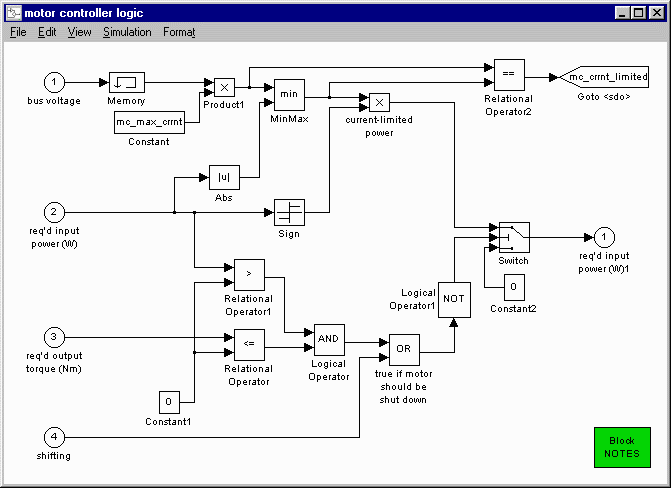 motor controller logic
File Edit View Simulation Format
1
bus voltage
Memory
mc_max_crrnt
Constant
×
Product1
min
MinMax
×
current-limited
power
==
Relational
Operator2
mc_crrnt_limited
Goto <sdo>
|u|
Abs
2
req'd input
power (W)
Sign
Switch
1
req'd input
power (W)1
0
Constant2
>
Relational
Operator1
Logical
Operator1
NOT
3
req'd output
torque (Nm)
<=
Relational
Operator
AND
Logical
Operator
OR
true if motor
should be
shut down
0
Constant1
4
shifting
Block
NOTES